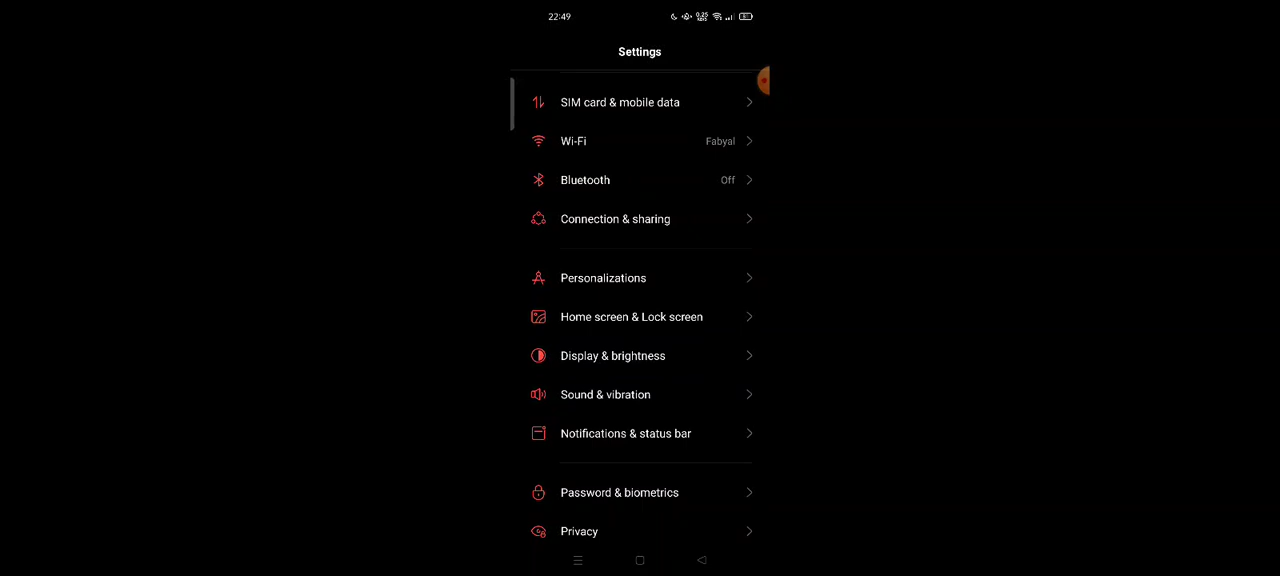 22:49
Settings
SIM card & mobile data
Wi-Fi Fabyal
Bluetooth Off
Connection & sharing
Personalizations
Home screen & Lock screen
Display & brightness
Sound & vibration
Notifications & status bar
Password & biometrics
Privacy